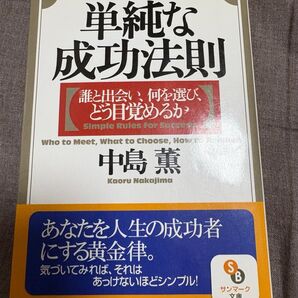 単純な
成功法則
【誰と出会い、何を選び、
どう目覚めるか】
Simple Rules for
Who to Meet, What to Choose, How to
中島 薫
Kaoru Nakajima
あなたを人生の成功者
にする黄金律。
気づいてみれば、それは
あっけないほどシンプル!
S
B
サンマーク
文庫